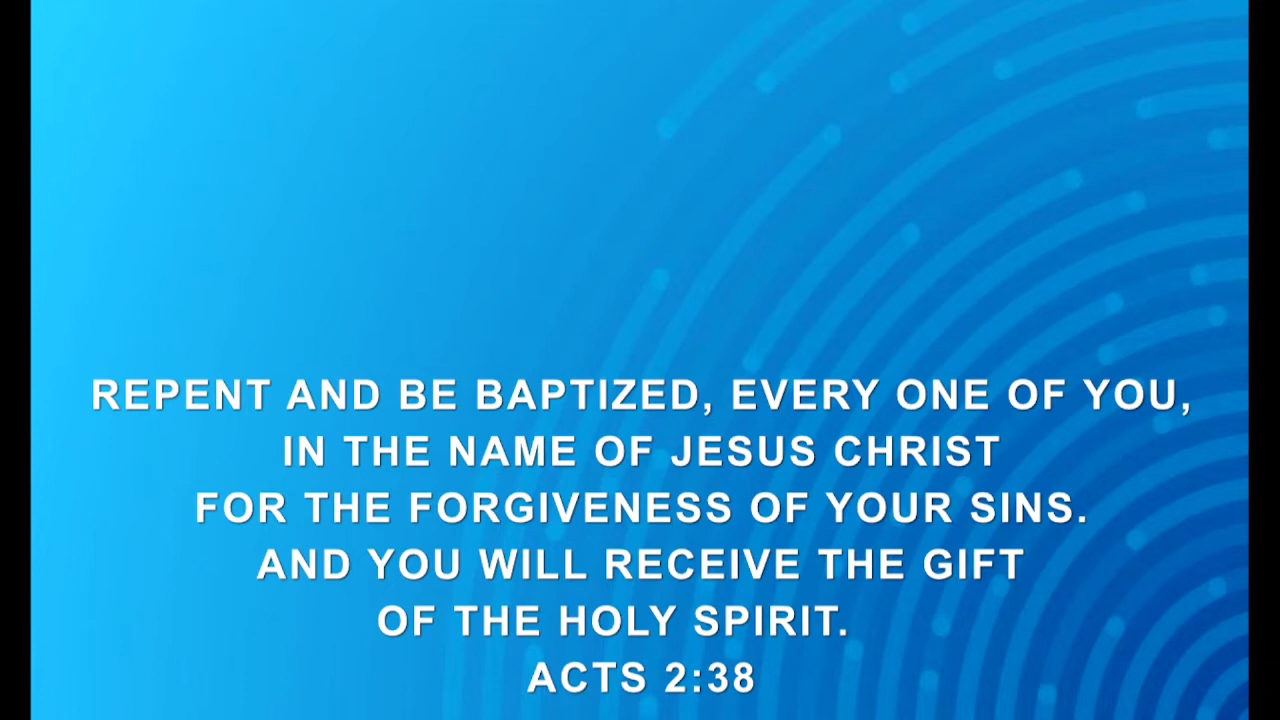 REPENT AND BE BAPTIZED, EVERY ONE OF YOU,
IN THE NAME OF JESUS CHRIST
FOR THE FORGIVENESS OF YOUR SINS.
AND YOU WILL RECEIVE THE GIFT
OF THE HOLY SPIRIT.
ACTS 2:38